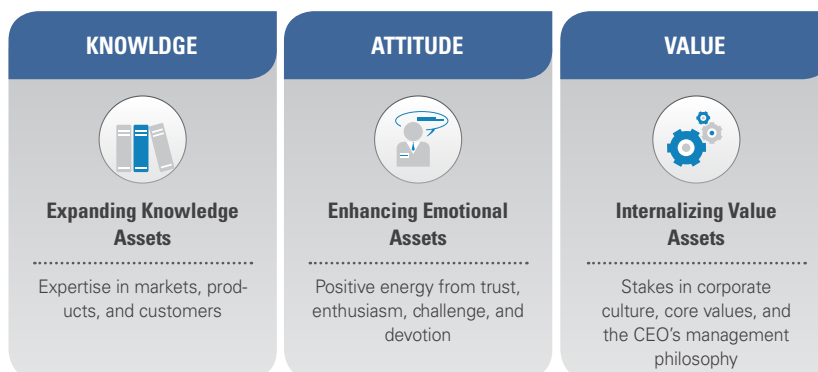 KNOWLDGE
Expanding Knowledge
Assets
Expertise in markets, prod-
ucts, and customers
ATTITUDE
Enhancing Emotional
Assets
Positive energy from trust,
enthusiasm, challenge, and
devotion
VALUE
Internalizing Value
Assets
Stakes in corporate
culture, core values, and
the CEO's management
philosophy